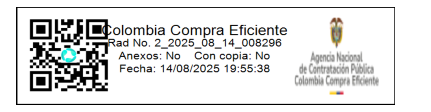 Colombia Compra Eficiente
Rad No. 2_2025_08_14_008296
Anexos: No Con copia: No
Fecha: 14/08/2025 19:55:38
Agencia Nacional
de Contratación Pública
Colombia Compra Eficiente